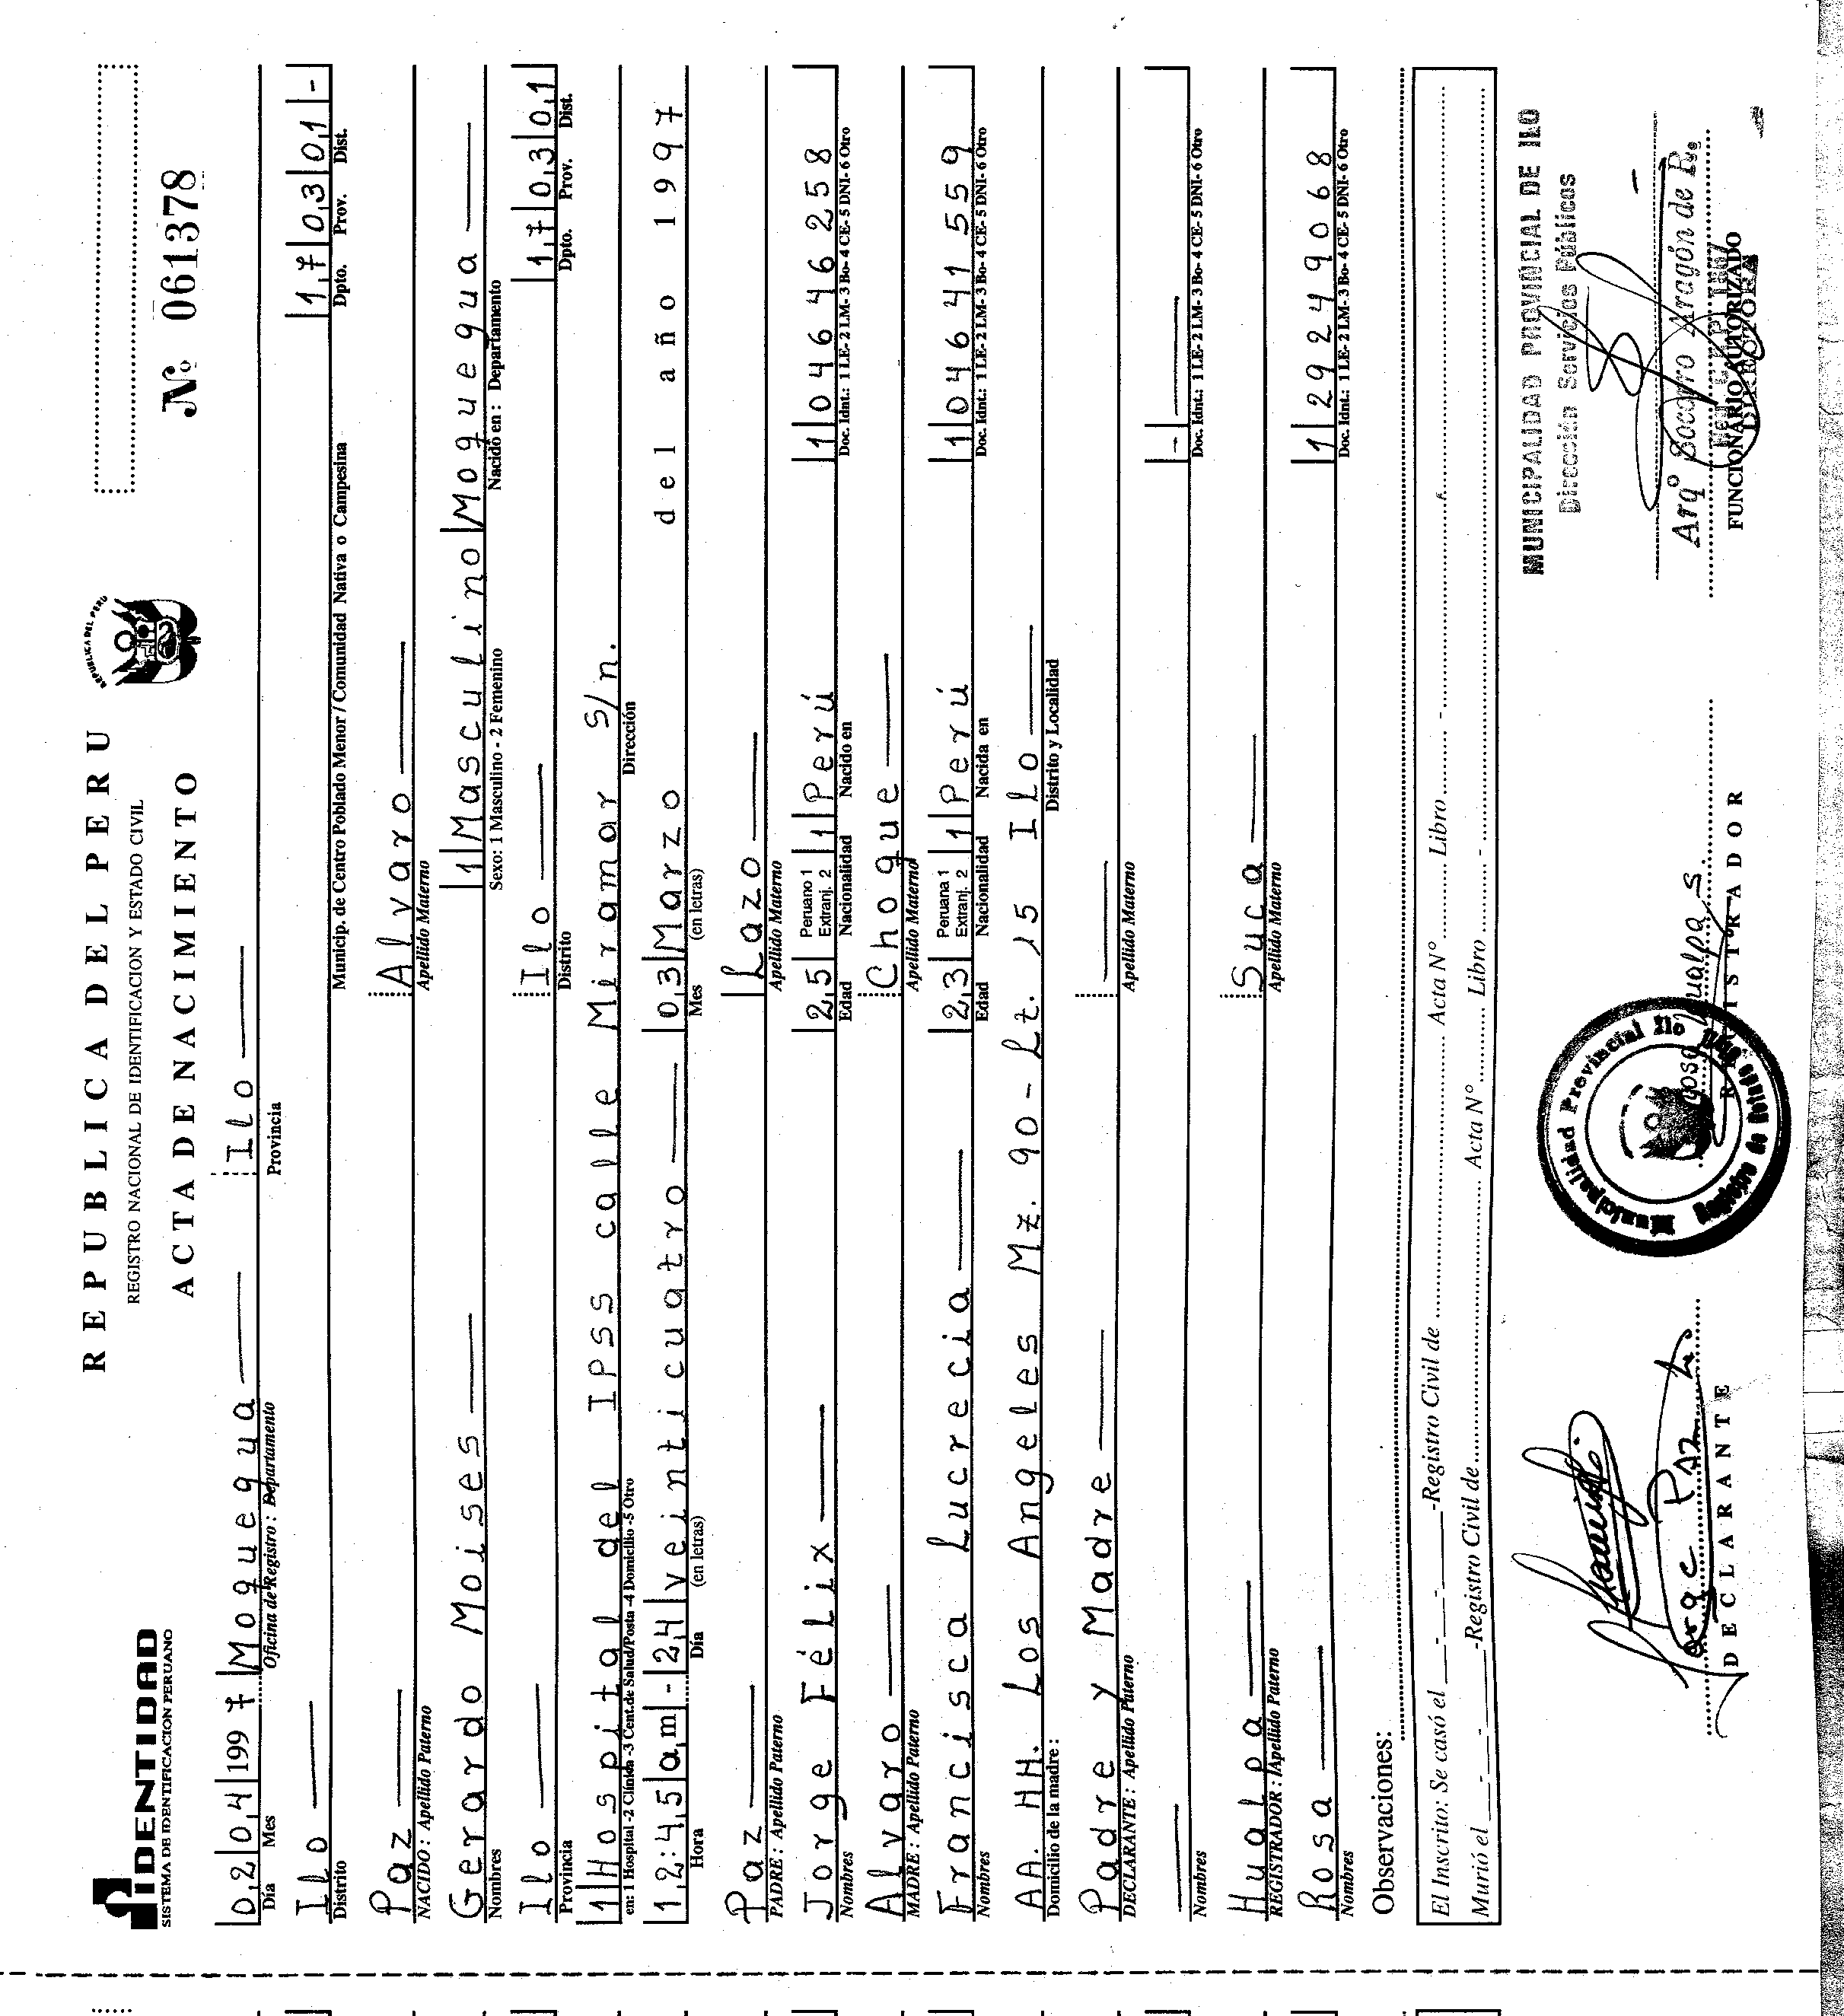 IDENTIDAD
SISTEMA DE IDENTIFICACION PERUANO
REPUBLICA DEL PERU
REPUBLICA DEL PERU
REGISTRO NACIONAL DE IDENTIFICACION Y ESTADO CIVIL
ACTA DE NACIMIENTO
Nº 061378
02 04 1997 Moquegua Ilo
Día Mes Oficina de Registro : Departamento Provincia
Ilo 17 03 01 -
Distrito Municip. de Centro Poblado Menor / Comunidad Nativa o Campesina Dpto. Prov. Dist.
Paz Alvaro
NACIDO : Apellido Paterno Apellido Materno
Gerardo Moises 1 Masculino Moquegua
Nombres Sexo: 1 Masculino - 2 Femenino Nacido en : Departamento
Ilo Ilo 17 03 01
Provincia Distrito Dpto. Prov. Dist.
1 Hospital del IPSS calle Miramar s/n.
en: 1 Hospital -2 Clínica -3 Cent.de Salud/Posta -4 Domicilio -5 Otro Dirección
12:45 am - 24 veinticuatro 03 Marzo del año 1997
Hora Día (en letras) Mes (en letras)
Paz Lazo
PADRE : Apellido Paterno Apellido Materno
Jorge Félix 25 Peruano 1 Extranj. 2 1 Perú 1 04646258
Nombres Edad Nacionalidad Nacido en Doc. Idnt.: 1 LE- 2 LM- 3 Bo- 4 CE- 5 DNI- 6 Otro
Alvaro Choque
MADRE : Apellido Paterno Apellido Materno
Francisca Lucrecia 23 Peruana 1 Extranj. 2 1 Perú 1 04641559
Nombres Edad Nacionalidad Nacida en Doc. Idnt.: 1 LE- 2 LM- 3 Bo- 4 CE- 5 DNI- 6 Otro
AA. HH. Los Angeles Mz. 90 - Lt. 15 Ilo
Domicilio de la madre : Distrito y Localidad
Padre y Madre
DECLARANTE : Apellido Paterno Apellido Materno
-
Nombres Doc. Idnt.: 1 LE- 2 LM- 3 Bo- 4 CE- 5 DNI- 6 Otro
Hualpa Suca
REGISTRADOR : Apellido Paterno Apellido Materno
Rosa 1 29249068
Nombres Doc. Idnt.: 1 LE- 2 LM- 3 Bo- 4 CE- 5 DNI- 6 Otro
Observaciones:
El Inscrito: Se casó el - - -Registro Civil de Acta N° Libro -
Murió el - - -Registro Civil de Acta N° Libro -
MUNICIPALIDAD PROVINCIAL DE ILO
Dirección Servicios Públicos
Jorge Paz L
Municipalidad Provincial Ilo
Rosa Hualpa S.
Arqº Socorro Aragón de R.
DIRECTORA
DECLARANTE REGISTRADOR FUNCIONARIO AUTORIZADO